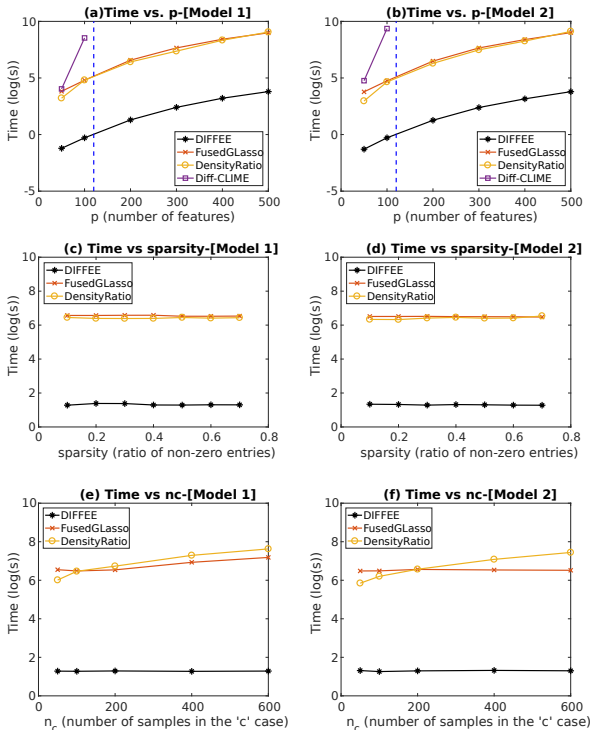 (a)Time vs. p-[Model 1]
10
5
0
-5
Time (log(s))
DIFFEE
FusedGLasso
DensityRatio
Diff-CLIME
0 100 200 300 400 500
p (number of features)
(b)Time vs. p-[Model 2]
10
5
0
-5
Time (log(s))
DIFFEE
FusedGLasso
DensityRatio
Diff-CLIME
0 100 200 300 400 500
p (number of features)
(c) Time vs sparsity-[Model 1]
10
8
6
4
2
0
Time (log(s))
DIFFEE
FusedGLasso
DensityRatio
0 0.2 0.4 0.6 0.8
sparsity (ratio of non-zero entries)
(d) Time vs sparsity-[Model 2]
10
8
6
4
2
0
Time (log(s))
DIFFEE
FusedGLasso
DensityRatio
0 0.2 0.4 0.6 0.8
sparsity (ratio of non-zero entries)
(e) Time vs nc-[Model 1]
10
8
6
4
2
0
Time (log(s))
DIFFEE
FusedGLasso
DensityRatio
0 200 400 600
n_c (number of samples in the 'c' case)
(f) Time vs nc-[Model 2]
10
8
6
4
2
0
Time (log(s))
DIFFEE
FusedGLasso
DensityRatio
0 200 400 600
n_c (number of samples in the 'c' case)